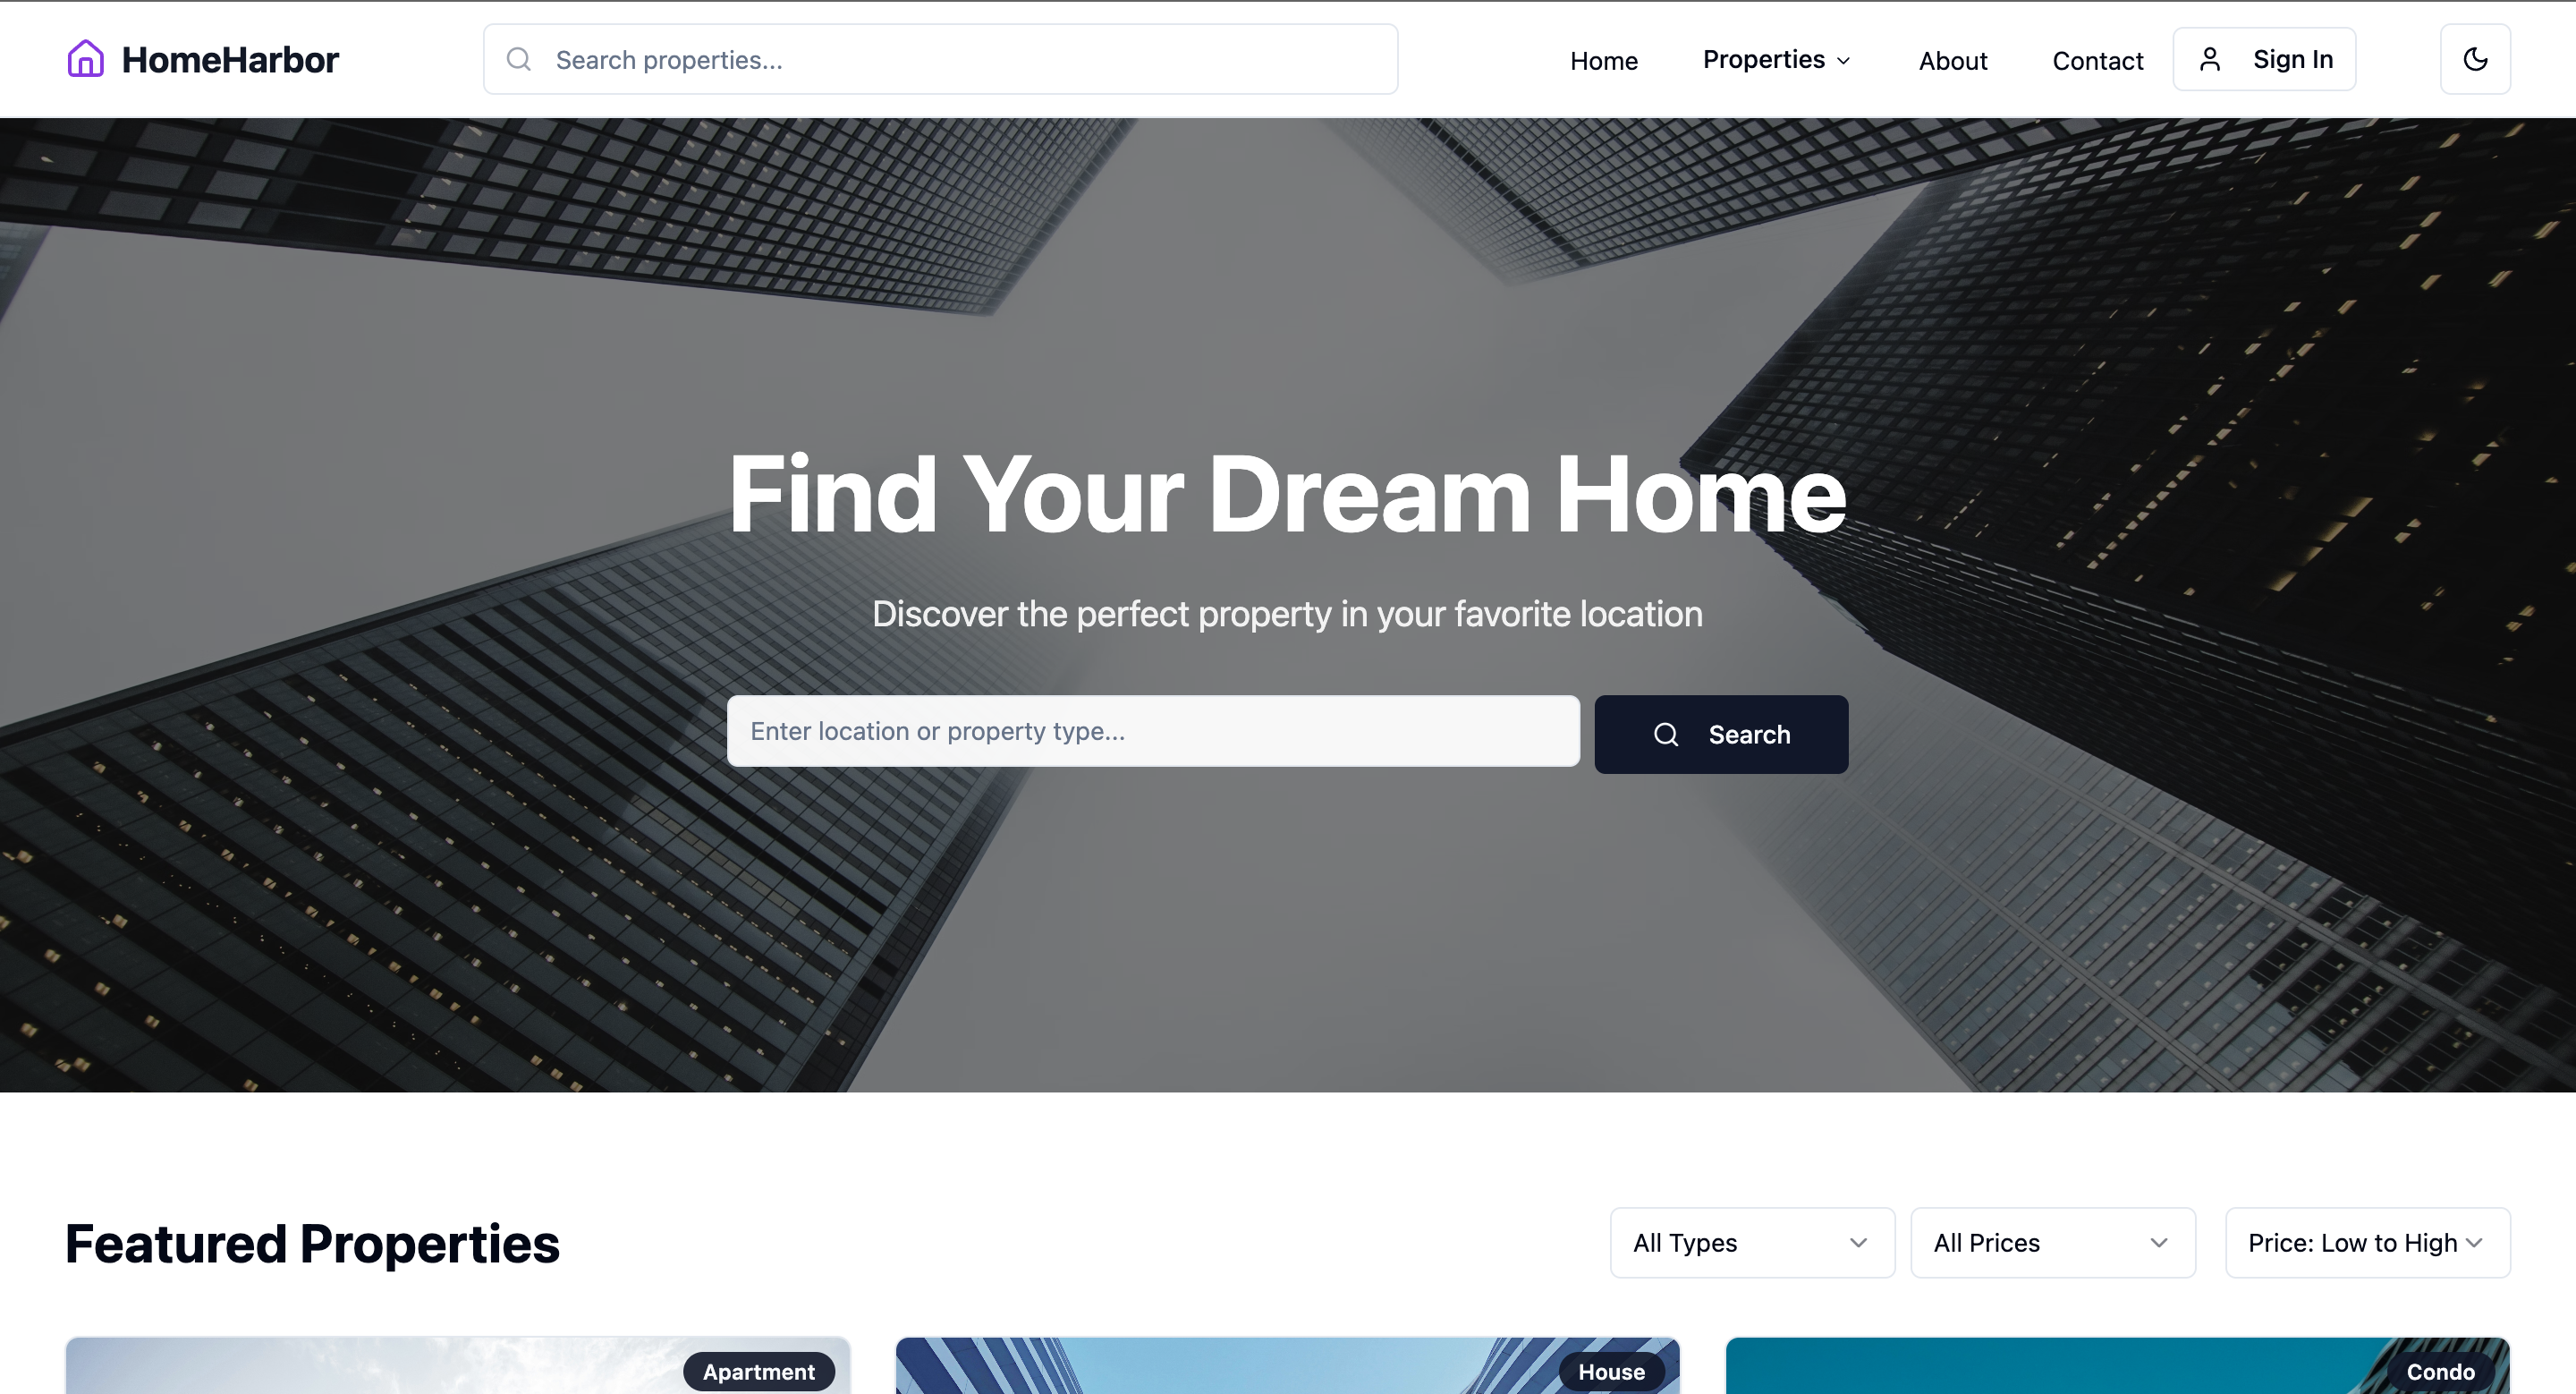 HomeHarbor
Search properties...
Home
Properties
About
Contact
Sign In
Find Your Dream Home
Discover the perfect property in your favorite location
Enter location or property type...
Search
Featured Properties
All Types
All Prices
Price: Low to High
Apartment
House
Condo